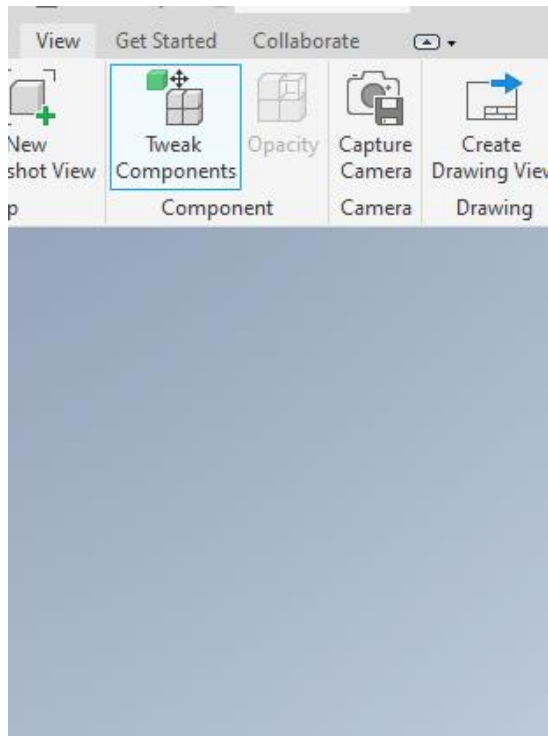 View Get Started Collaborate
New Tweak Opacity Capture Create
shot View Components Camera Drawing View
p Component Camera Drawing